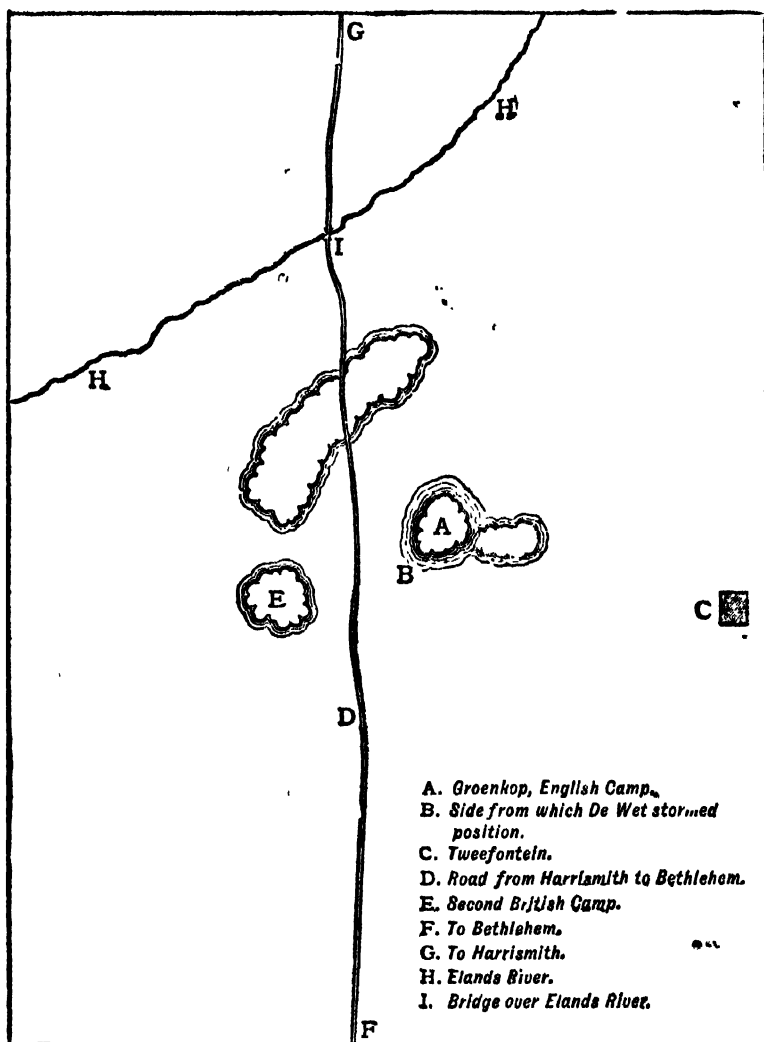 G
H
I
H
A
B
E
C
D
A. Groenkop, English Camp.
B. Side from which De Wet stormed
position.
C. Tweefontein.
D. Road from Harrismith to Bethlehem.
E. Second British Camp.
F. To Bethlehem.
G. To Harrismith.
H. Elands River.
I. Bridge over Elands River.
F